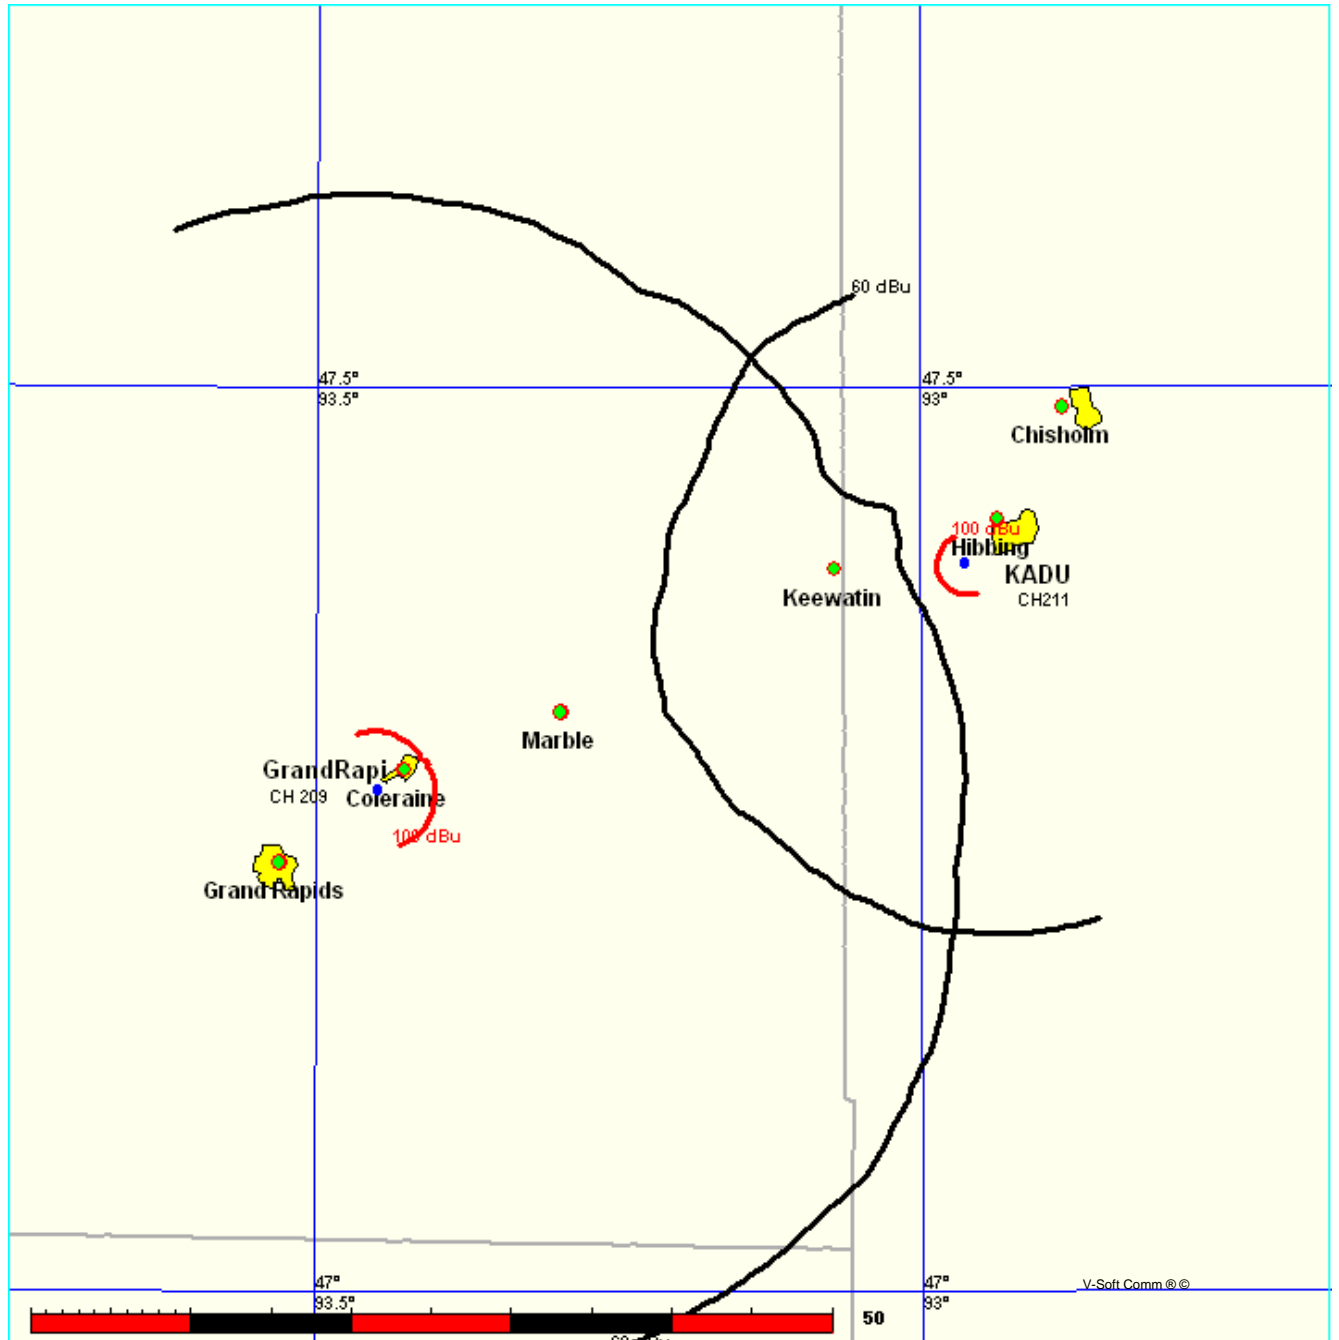 60 dBu
47.5°
93.5°
47.5°
93°
Chisholm
100 dBu
Hibbing
KADU
CH211
Keewatin
Marble
GrandRapi
CH 209
Coleraine
100 dBu
Grand Rapids
47°
93.5°
47°
93°
V-Soft Comm ® ©
50